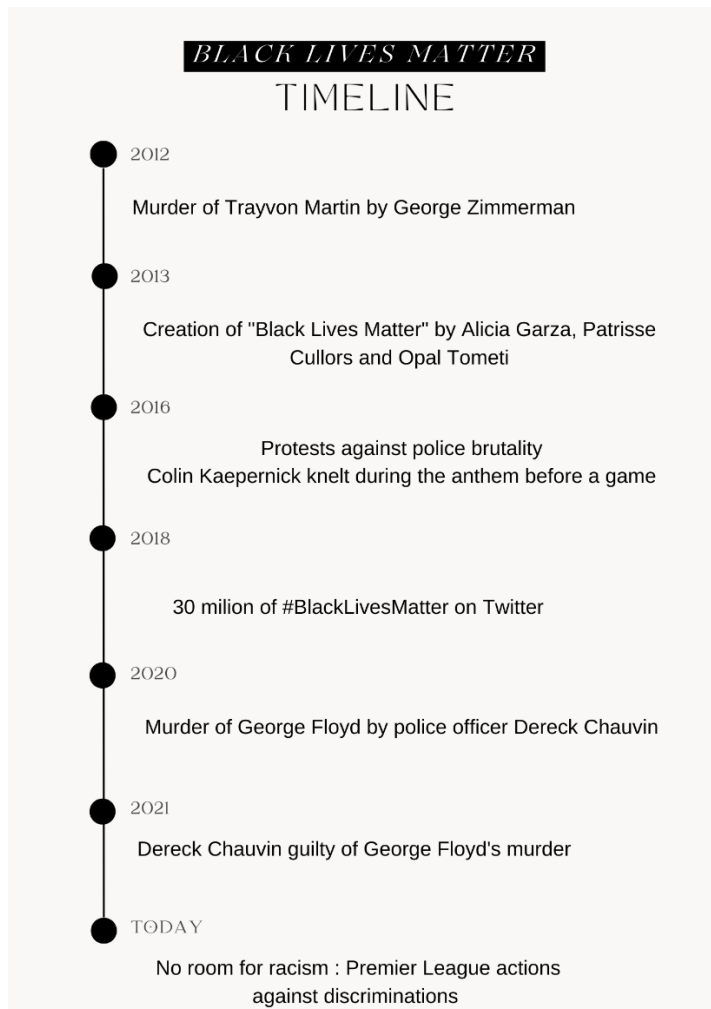 BLACK LIVES MATTER
TIMELINE
2012
Murder of Trayvon Martin by George Zimmerman
2013
Creation of "Black Lives Matter" by Alicia Garza, Patrisse
Cullors and Opal Tometi
2016
Protests against police brutality
Colin Kaepernick knelt during the anthem before a game
2018
30 milion of #BlackLivesMatter on Twitter
2020
Murder of George Floyd by police officer Dereck Chauvin
2021
Dereck Chauvin guilty of George Floyd's murder
TODAY
No room for racism : Premier League actions
against discriminations